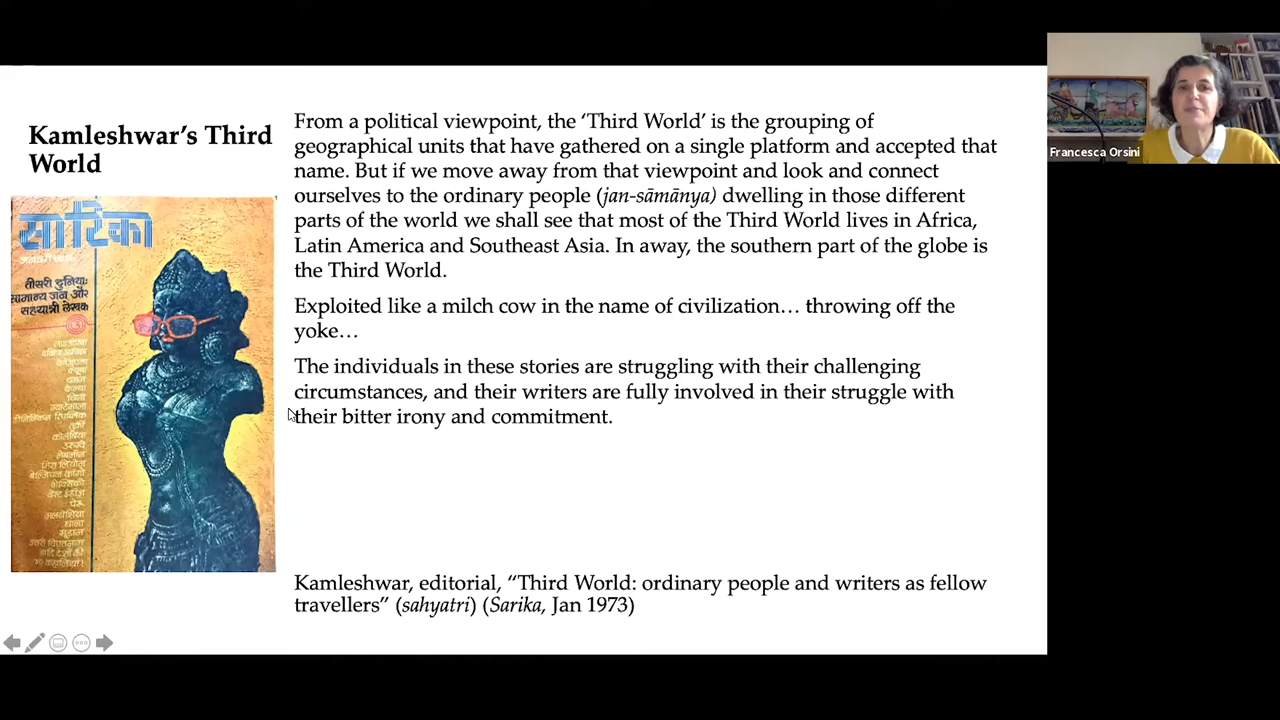 Kamleshwar’s Third
World
सारिका
तीसरी दुनिया:
सामान्य जन और
सहयात्री लेखक
From a political viewpoint, the ‘Third World’ is the grouping of
geographical units that have gathered on a single platform and accepted that
name. But if we move away from that viewpoint and look and connect
ourselves to the ordinary people (jan-sāmānya) dwelling in those different
parts of the world we shall see that most of the Third World lives in Africa,
Latin America and Southeast Asia. In away, the southern part of the globe is
the Third World.
Exploited like a milch cow in the name of civilization… throwing off the
yoke…
The individuals in these stories are struggling with their challenging
circumstances, and their writers are fully involved in their struggle with
their bitter irony and commitment.
Kamleshwar, editorial, “Third World: ordinary people and writers as fellow
travellers” (sahyatri) (Sarika, Jan 1973)
Francesca Orsini